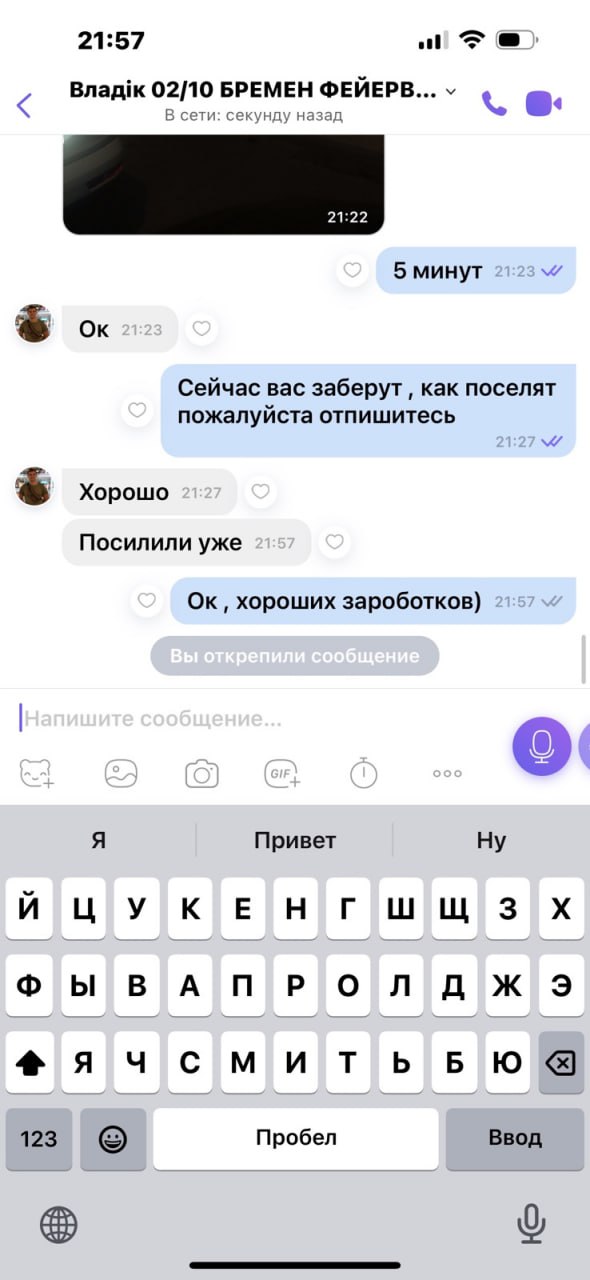 21:57
Владік 02/10 БРЕМЕН ФЕЙЕРВ...
В сети: секунду назад
21:22
5 минут 21:23
Ок 21:23
Сейчас вас заберут , как поселят
пожалуйста отпишитесь
21:27
Хорошо 21:27
Посилили уже 21:57
Ок , хороших зароботков) 21:57
Вы открепили сообщение
Напишите сообщение...
GIF
Я Привет Ну
Й Ц У К Е Н Г Ш Щ З Х
Ф Ы В А П Р О Л Д Ж Э
Я Ч С М И Т Ь Б Ю
123 Пробел Ввод